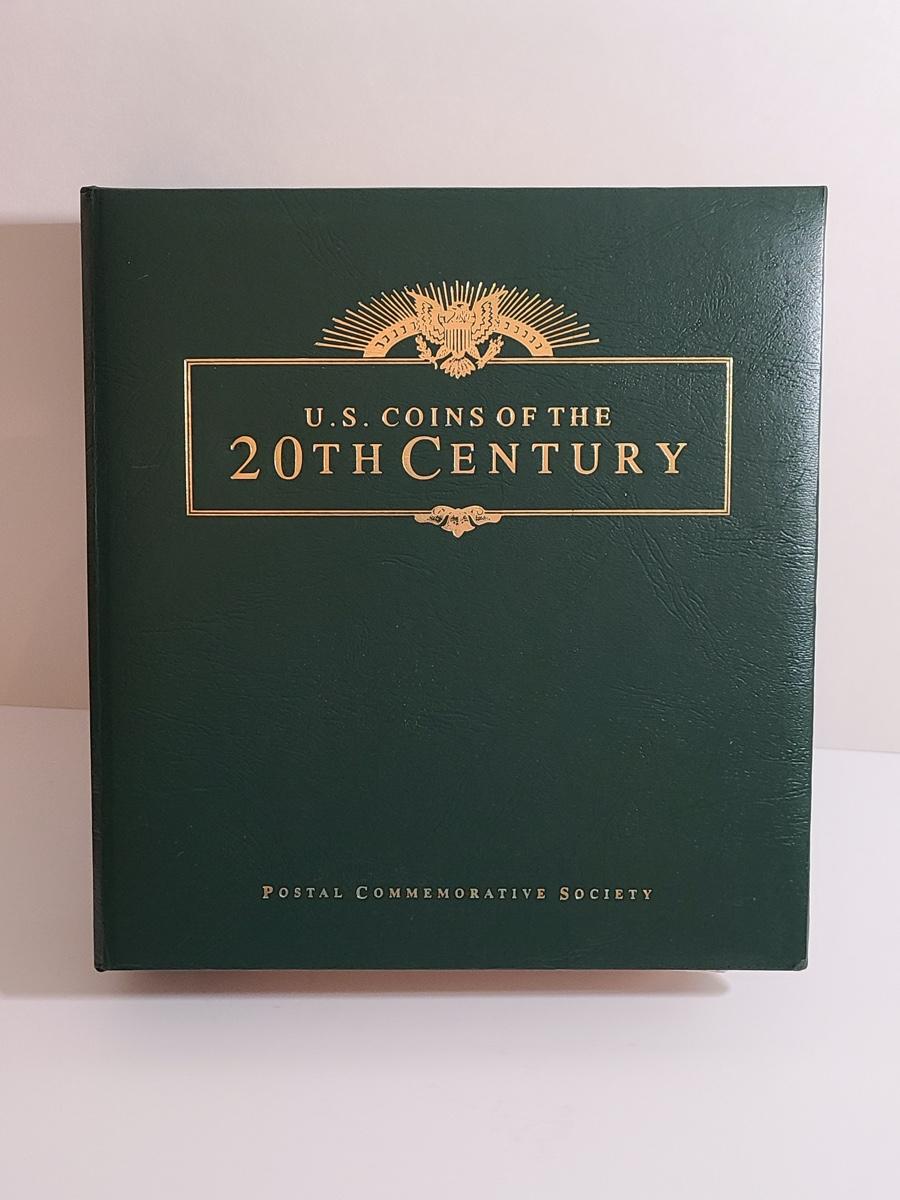 U.S. COINS OF THE
20TH CENTURY
POSTAL COMMEMORATIVE SOCIETY